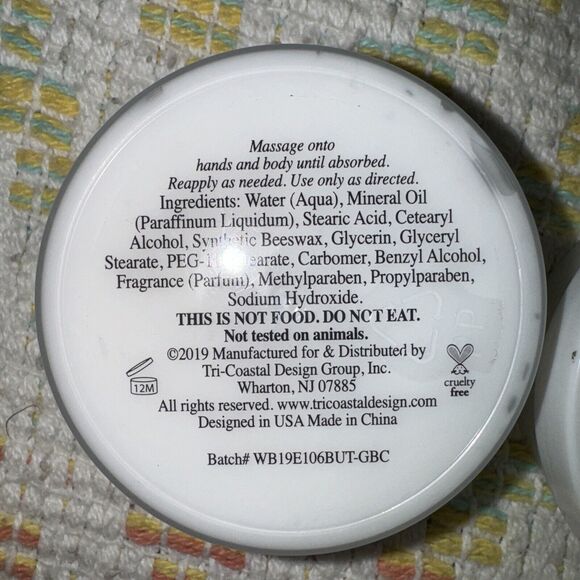 Massage onto
hands and body until absorbed.
Reapply as needed. Use only as directed.
Ingredients: Water (Aqua), Mineral Oil
(Paraffinum Liquidum), Stearic Acid, Cetearyl
Alcohol, Synthetic Beeswax, Glycerin, Glyceryl
Stearate, Carbomer, Benzyl Alcohol,
Fragrance (Parfum), Methylparaben, Propylparaben,
Sodium Hydroxide.
THIS IS NOT FOOD. DO NOT EAT.
Not tested on animals.
©2019 Manufactured for & Distributed by
Tri-Coastal Design Group, Inc.
Wharton, NJ 07885
All rights reserved. www.tricoastaldesign.com
Designed in USA Made in China
Batch# WB19E106BUT-GBC
12M
cruelty
free